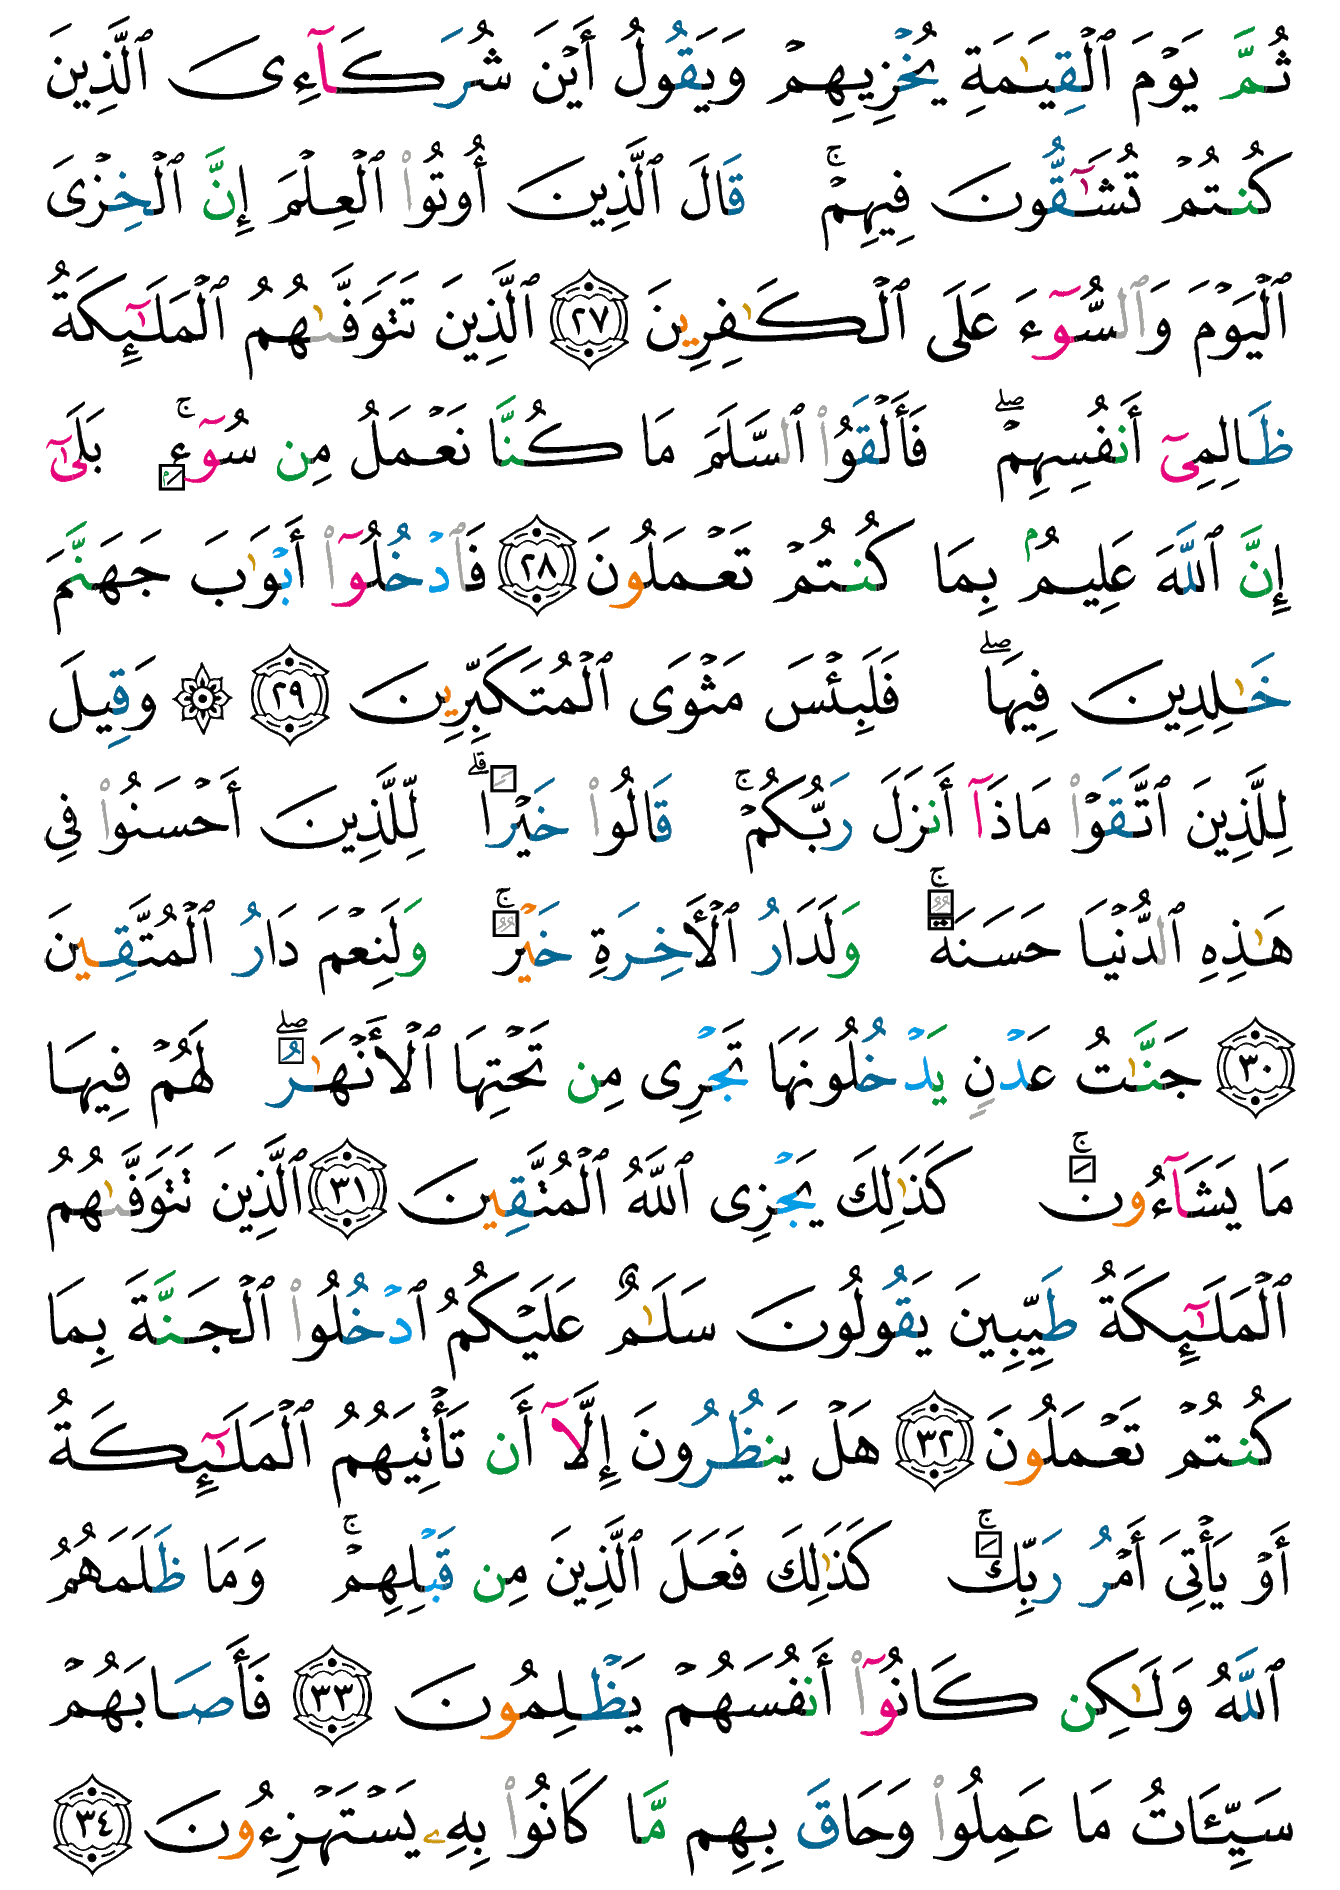 ثُمَّ يَوْمَ ٱلْقِيَـٰمَةِ يُخْزِيهِمْ وَيَقُولُ أَيْنَ شُرَكَآءِىَ ٱلَّذِينَ
كُنتُمْ تُشَـٰٓقُّونَ فِيهِمْ ۚ قَالَ ٱلَّذِينَ أُوتُوا۟ ٱلْعِلْمَ إِنَّ ٱلْخِزْىَ
ٱلْيَوْمَ وَٱلسُّوٓءَ عَلَى ٱلْكَـٰفِرِينَ ٢٧ ٱلَّذِينَ تَتَوَفَّىٰهُمُ ٱلْمَلَـٰٓئِكَةُ
ظَالِمِىٓ أَنفُسِهِمْ ۖ فَأَلْقَوُا۟ ٱلسَّلَمَ مَا كُنَّا نَعْمَلُ مِن سُوٓءٍۭ ۚ بَلَىٰٓ
إِنَّ ٱللَّهَ عَلِيمٌۢ بِمَا كُنتُمْ تَعْمَلُونَ ٢٨ فَٱدْخُلُوٓا۟ أَبْوَٰبَ جَهَنَّمَ
خَـٰلِدِينَ فِيهَا ۖ فَلَبِئْسَ مَثْوَى ٱلْمُتَكَبِّرِينَ ٢٩ ۞ وَقِيلَ
لِلَّذِينَ ٱتَّقَوْا۟ مَاذَآ أَنزَلَ رَبُّكُمْ ۚ قَالُوا۟ خَيْرًا ۗ لِّلَّذِينَ أَحْسَنُوا۟ فِى
هَـٰذِهِ ٱلدُّنْيَا حَسَنَةٌ ۚ وَلَدَارُ ٱلْأَخِرَةِ خَيْرٌ ۚ وَلَنِعْمَ دَارُ ٱلْمُتَّقِينَ
٣٠ جَنَّـٰتُ عَدْنٍ يَدْخُلُونَهَا تَجْرِى مِن تَحْتِهَا ٱلْأَنْهَـٰرُ ۖ لَهُمْ فِيهَا
مَا يَشَآءُونَ ۚ كَذَٰلِكَ يَجْزِى ٱللَّهُ ٱلْمُتَّقِينَ ٣١ ٱلَّذِينَ تَتَوَفَّىٰهُمُ
ٱلْمَلَـٰٓئِكَةُ طَيِّبِينَ يَقُولُونَ سَلَـٰمٌ عَلَيْكُمُ ٱدْخُلُوا۟ ٱلْجَنَّةَ بِمَا
كُنتُمْ تَعْمَلُونَ ٣٢ هَلْ يَنظُرُونَ إِلَّآ أَن تَأْتِيَهُمُ ٱلْمَلَـٰٓئِكَةُ
أَوْ يَأْتِىَ أَمْرُ رَبِّكَ ۚ كَذَٰلِكَ فَعَلَ ٱلَّذِينَ مِن قَبْلِهِمْ ۚ وَمَا ظَلَمَهُمُ
ٱللَّهُ وَلَـٰكِن كَانُوٓا۟ أَنفُسَهُمْ يَظْلِمُونَ ٣٣ فَأَصَابَهُمْ
سَيِّـَٔاتُ مَا عَمِلُوا۟ وَحَاقَ بِهِم مَّا كَانُوا۟ بِهِۦ يَسْتَهْزِءُونَ ٣٤